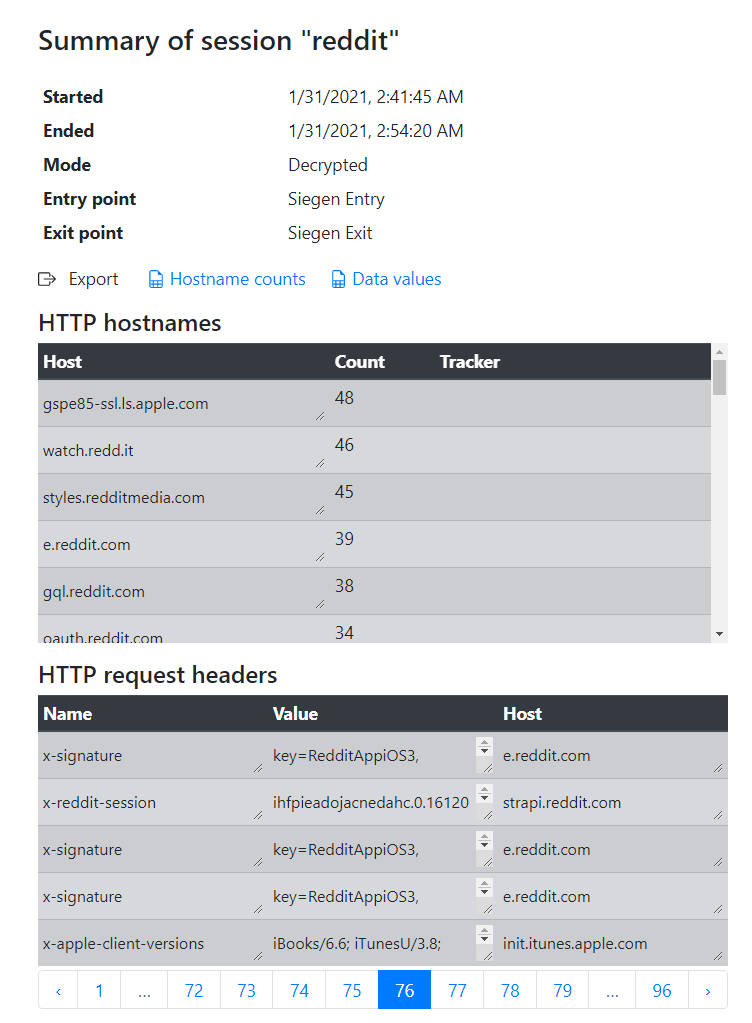 Summary of session "reddit"
Started 1/31/2021, 2:41:45 AM
Ended 1/31/2021, 2:54:20 AM
Mode Decrypted
Entry point Siegen Entry
Exit point Siegen Exit
Export Hostname counts Data values
HTTP hostnames
Host Count Tracker
gspe85-ssl.ls.apple.com 48
watch.redd.it 46
styles.redditmedia.com 45
e.reddit.com 39
gql.reddit.com 38
oauth.reddit.com 34
HTTP request headers
Name Value Host
x-signature key=RedditAppiOS3, e.reddit.com
x-reddit-session ihfpieadojacnedahc.0.16120 strapi.reddit.com
x-signature key=RedditAppiOS3, e.reddit.com
x-signature key=RedditAppiOS3, e.reddit.com
x-apple-client-versions iBooks/6.6; iTunesU/3.8; init.itunes.apple.com
‹ 1 ... 72 73 74 75 76 77 78 79 ... 96 ›